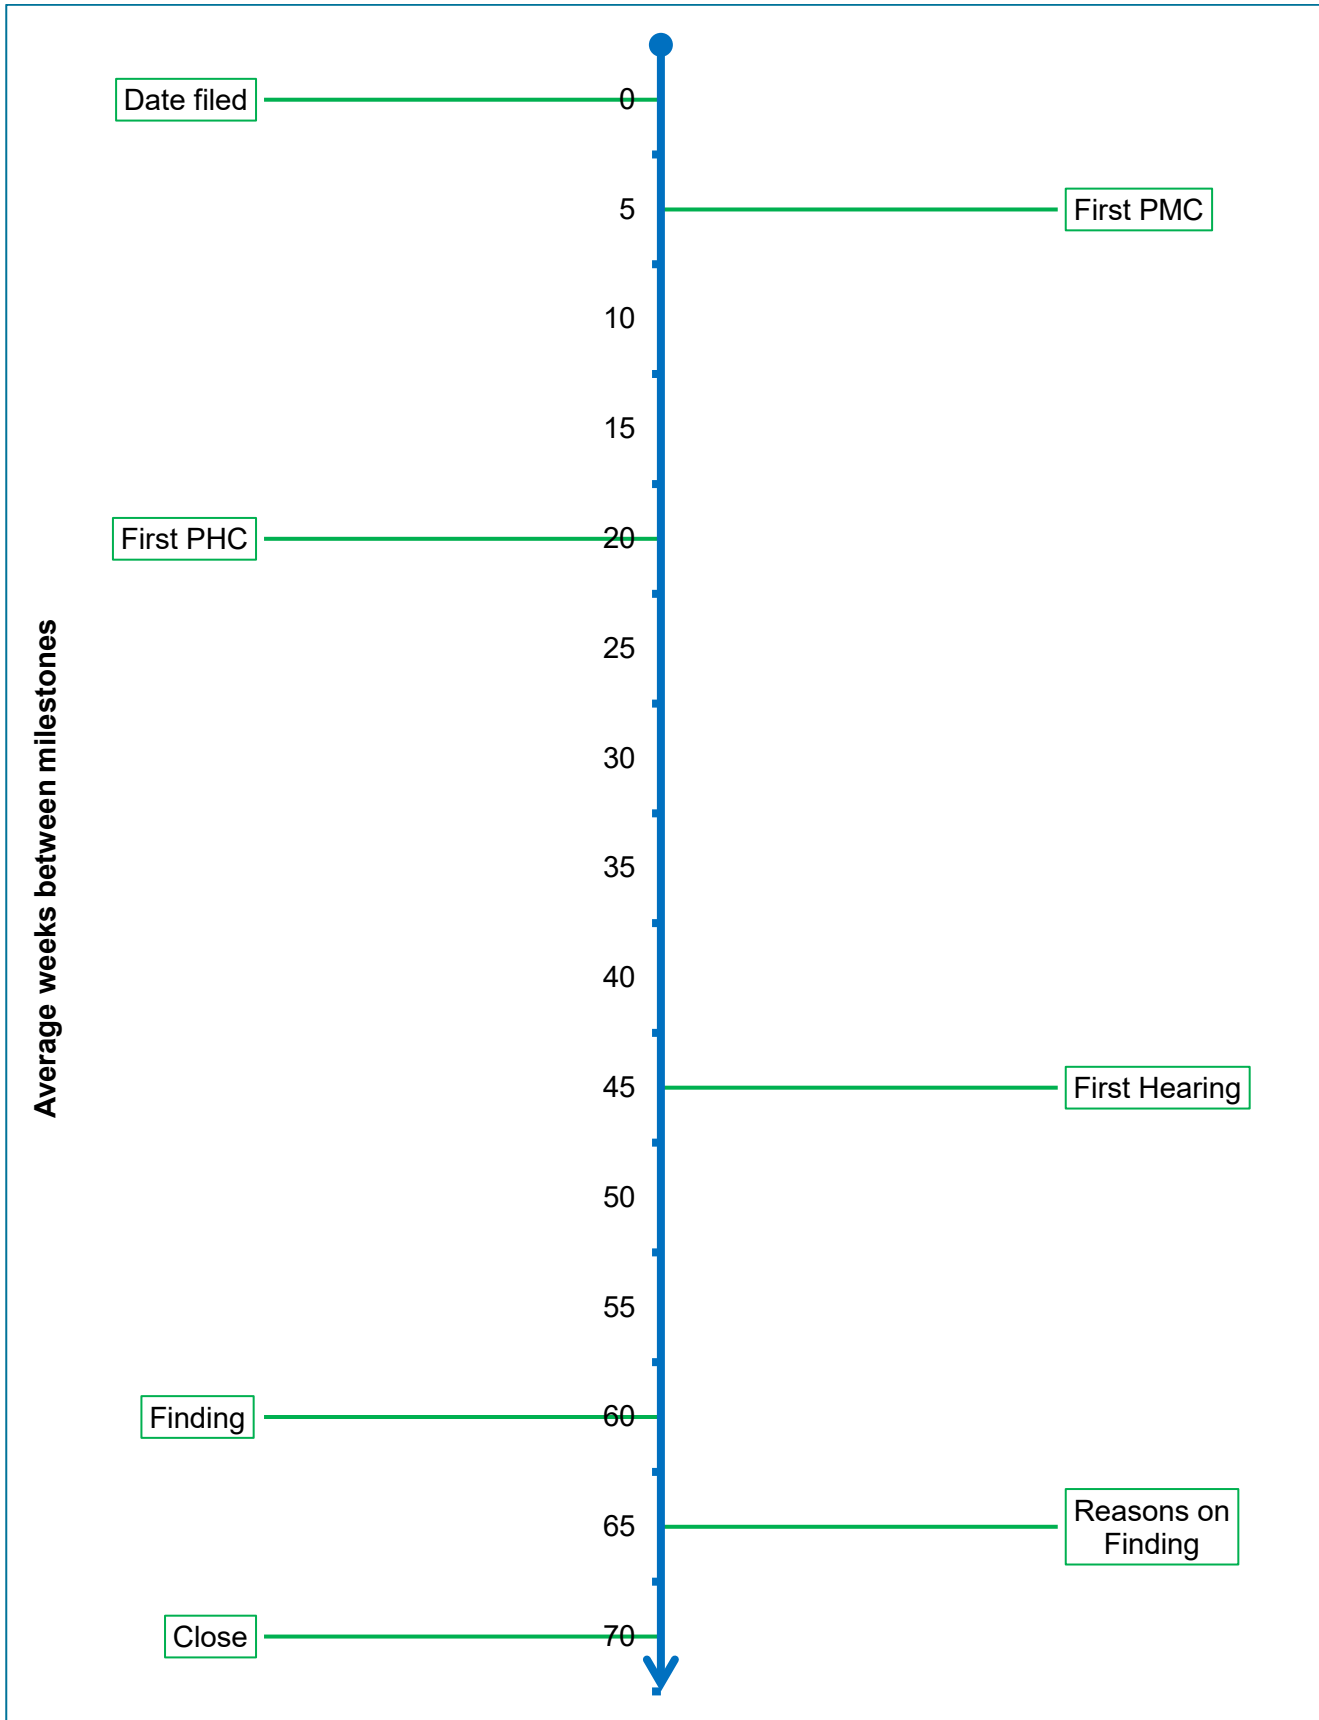 Date filed
0
5
First PMC
10
15
First PHC
20
25
Average weeks between milestones
30
35
40
45
First Hearing
50
55
Finding
60
65
Reasons on
Finding
Close
70